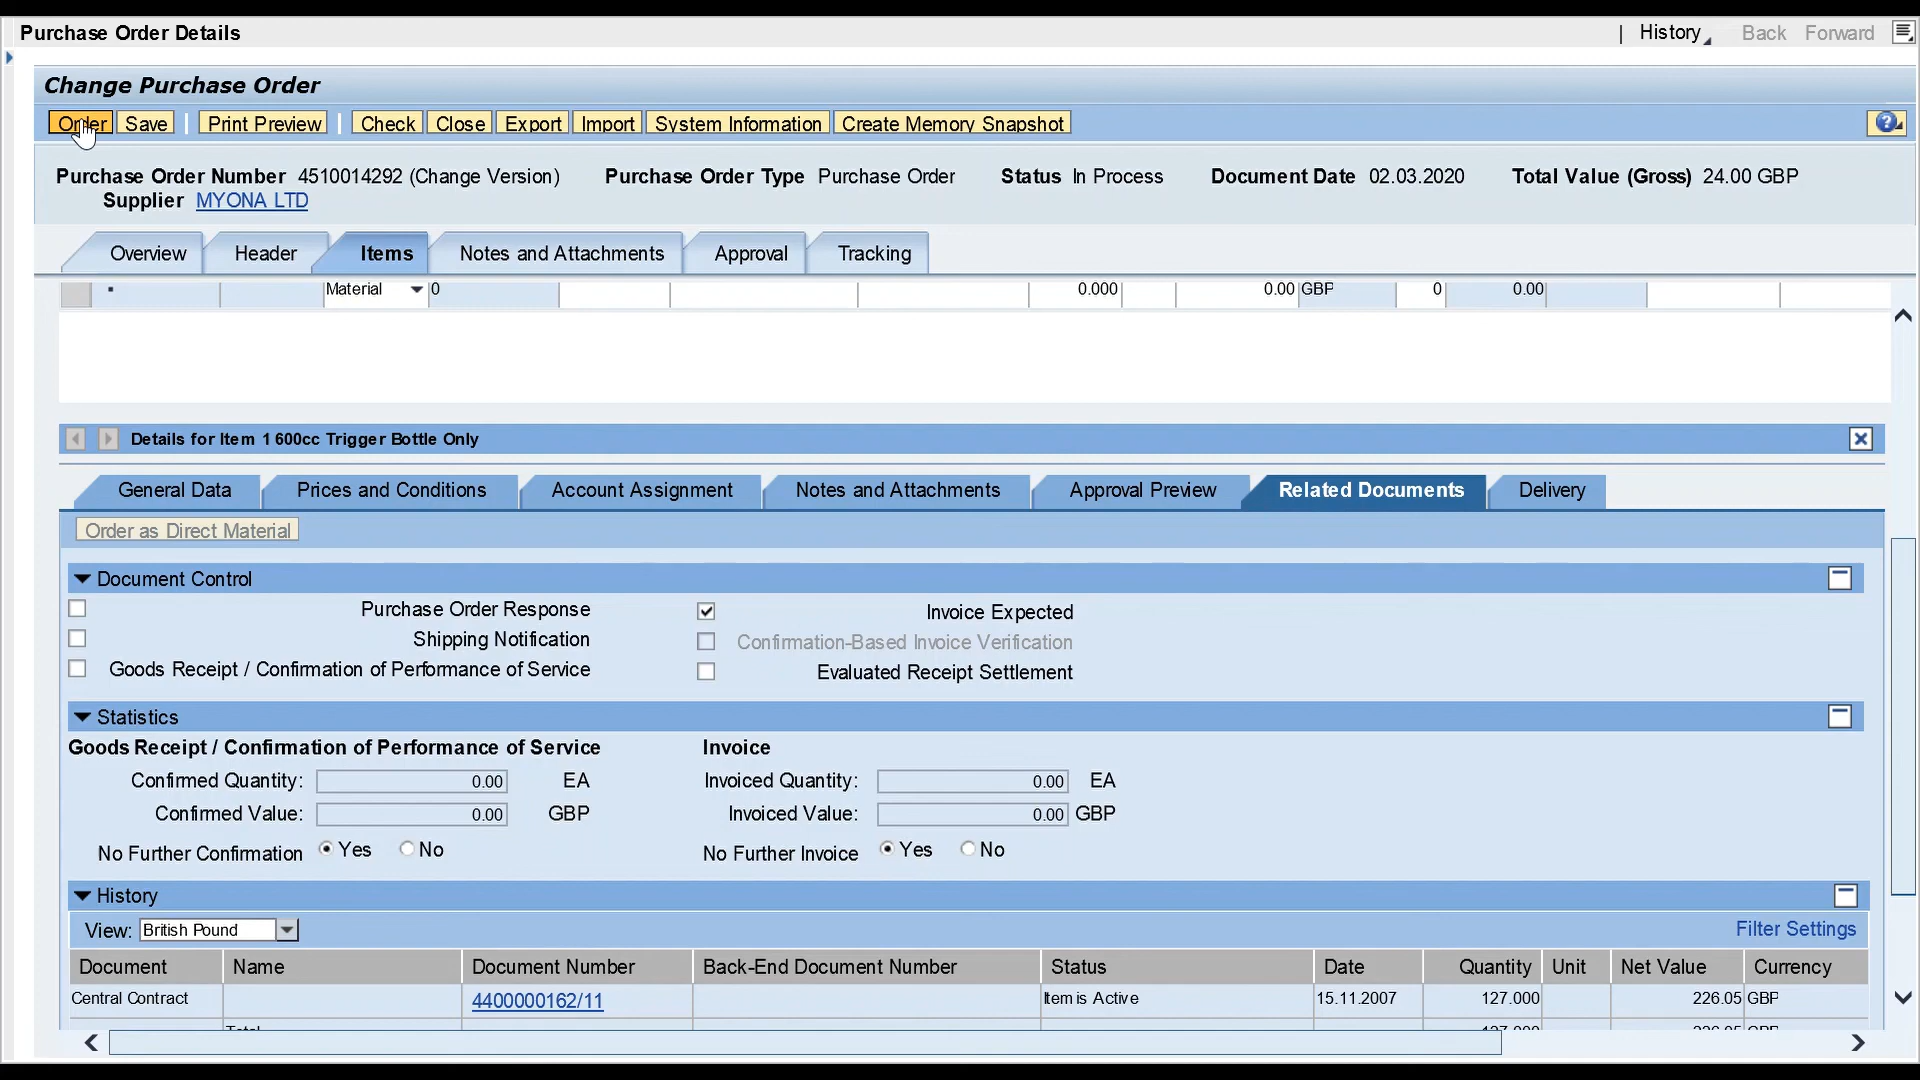 Purchase Order Details | History Back Forward
Change Purchase Order
Order Save Print Preview Check Close Export Import System Information Create Memory Snapshot ?
Purchase Order Number 4510014292 (Change Version) Purchase Order Type Purchase Order Status In Process Document Date 02.03.2020 Total Value (Gross) 24.00 GBP
Supplier MYONA LTD
Overview Header Items Notes and Attachments Approval Tracking
Material 0 0.000 0.00 GBP 0 0.00
Details for Item 1 600cc Trigger Bottle Only
General Data Prices and Conditions Account Assignment Notes and Attachments Approval Preview Related Documents Delivery
Order as Direct Material
Document Control
Purchase Order Response Invoice Expected
Shipping Notification Confirmation-Based Invoice Verification
Goods Receipt / Confirmation of Performance of Service Evaluated Receipt Settlement
Statistics
Goods Receipt / Confirmation of Performance of Service Invoice
Confirmed Quantity: 0.00 EA Invoiced Quantity: 0.00 EA
Confirmed Value: 0.00 GBP Invoiced Value: 0.00 GBP
No Further Confirmation Yes No No Further Invoice Yes No
History
View: British Pound Filter Settings
Document Name Document Number Back-End Document Number Status Date Quantity Unit Net Value Currency
Central Contract 4400000162/11 Item is Active 15.11.2007 127.000 226.05 GBP
Total 127.000 226.05 GBP